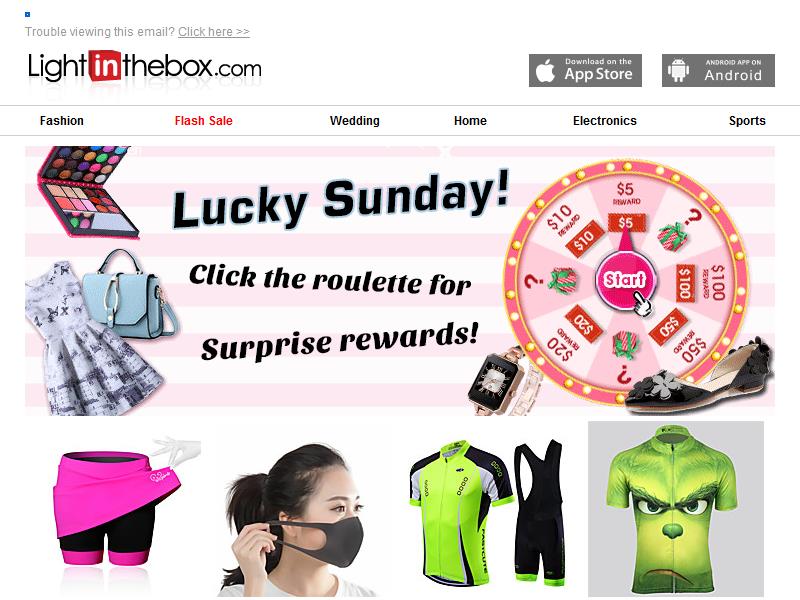 Trouble viewing this email? Click here >>
Lightinthebox.com
Download on the
App Store
ANDROID APP ON
Android
Fashion
Flash Sale
Wedding
Home
Electronics
Sports
Lucky Sunday!
Click the roulette for
Surprise rewards!
$5
REWARD
$5
?
$100
REWARD
$100
$50
REWARD
$50
?
$20
REWARD
$20
?
$10
REWARD
$10
Start